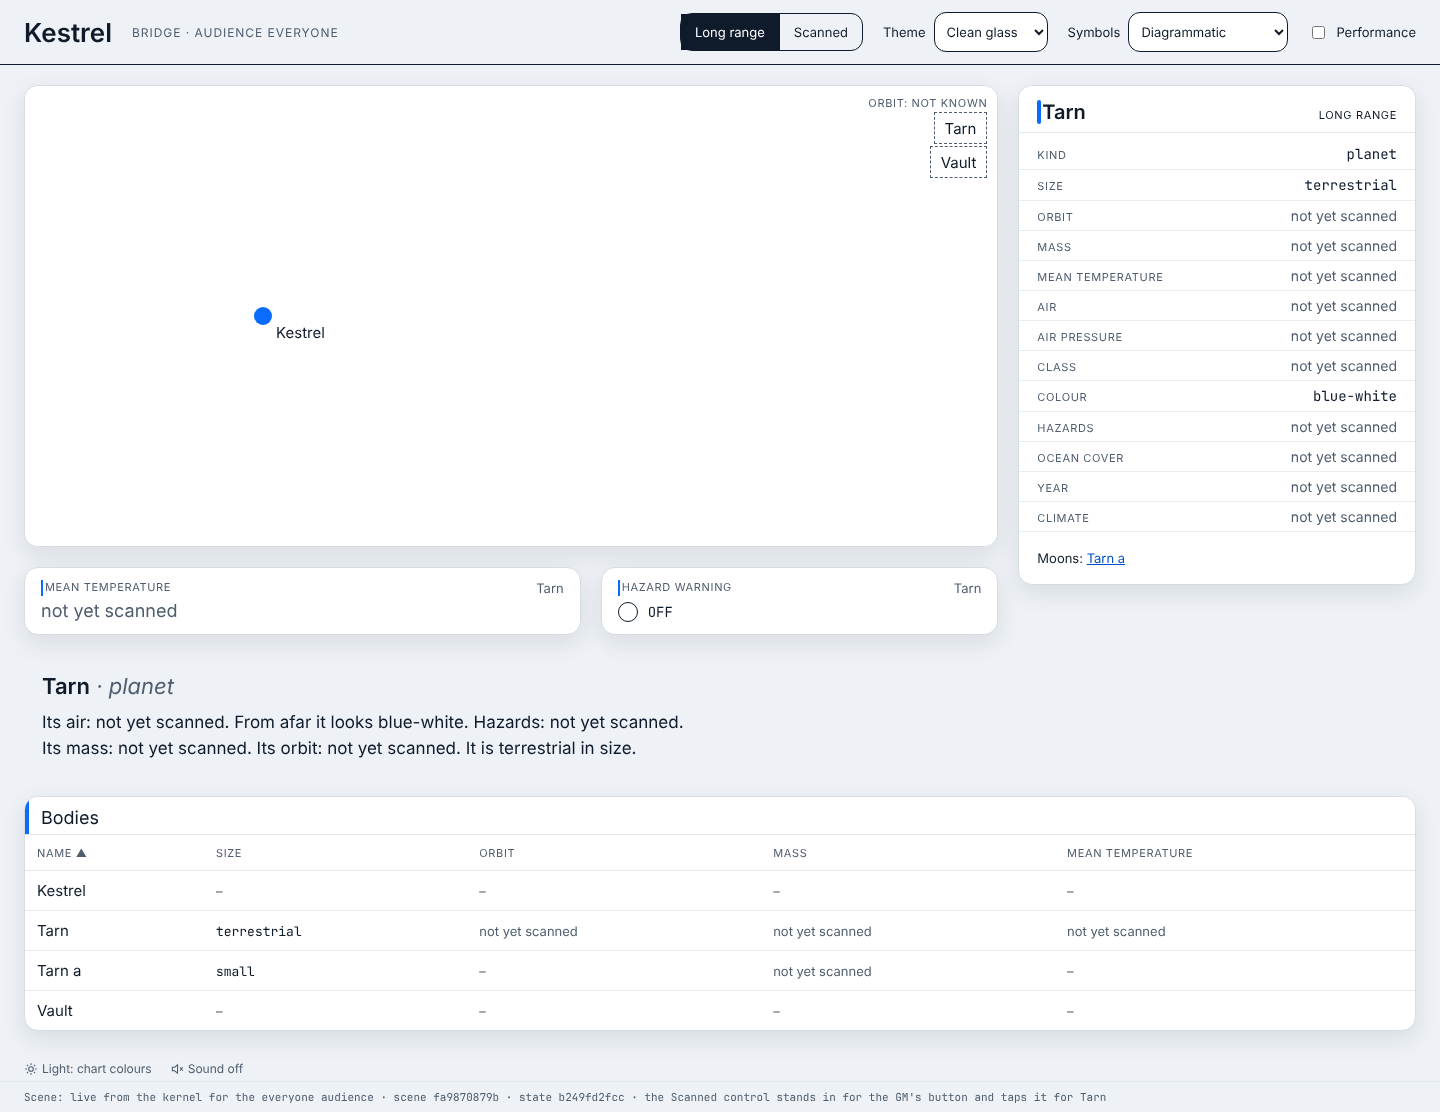 Kestrel
BRIDGE · AUDIENCE EVERYONE
Long range
Scanned
Theme
Clean glass
Symbols
Diagrammatic
Performance
ORBIT: NOT KNOWN
Tarn
Vault
Kestrel
Tarn
LONG RANGE
KIND planet
SIZE terrestrial
ORBIT not yet scanned
MASS not yet scanned
MEAN TEMPERATURE not yet scanned
AIR not yet scanned
AIR PRESSURE not yet scanned
CLASS not yet scanned
COLOUR blue-white
HAZARDS not yet scanned
OCEAN COVER not yet scanned
YEAR not yet scanned
CLIMATE not yet scanned
Moons: Tarn a
MEAN TEMPERATURE Tarn
not yet scanned
HAZARD WARNING Tarn
OFF
Tarn · planet
Its air: not yet scanned. From afar it looks blue-white. Hazards: not yet scanned.
Its mass: not yet scanned. Its orbit: not yet scanned. It is terrestrial in size.
Bodies
NAME ▲ SIZE ORBIT MASS MEAN TEMPERATURE
Kestrel – – – –
Tarn terrestrial not yet scanned not yet scanned not yet scanned
Tarn a small – not yet scanned –
Vault – – – –
Light: chart colours Sound off
Scene: live from the kernel for the everyone audience · scene fa9870879b · state b249fd2fcc · the Scanned control stands in for the GM's button and taps it for Tarn